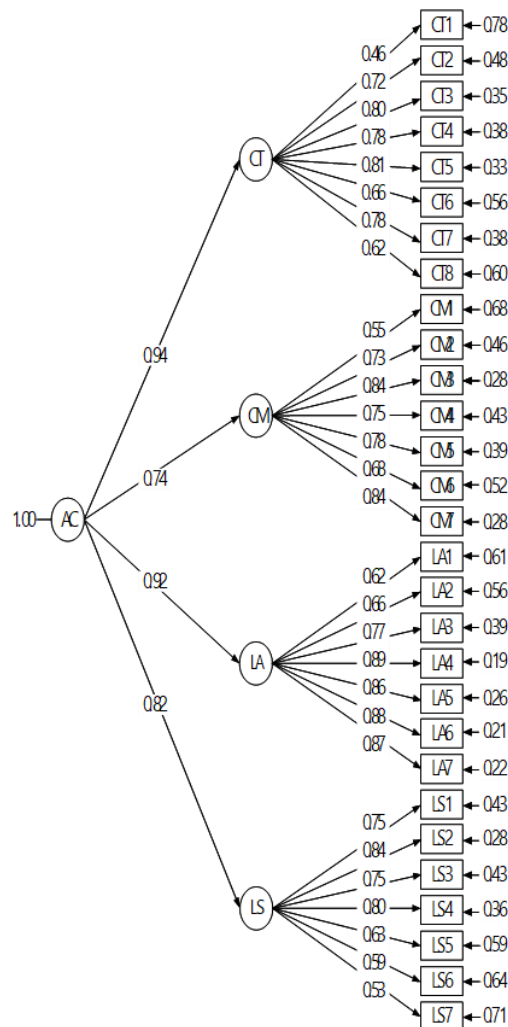 CT1 0.78
0.46
CT2 0.48
0.72
CT3 0.35
0.80
CT4 0.38
0.78
CT CT5 0.33
0.81
CT6 0.56
0.66
CT7 0.38
0.78
0.62
CT8 0.60
CM1 0.68
0.55
0.94 CM2 0.46
0.73
CM3 0.28
0.84
CM CM4 0.43
0.75
CM5 0.39
0.78
0.74 CM6 0.52
0.68
0.84
1.00 AC CM7 0.28
LA1 0.61
0.62
0.92 LA2 0.56
0.66
LA3 0.39
0.77
LA LA4 0.19
0.89
LA5 0.26
0.86
0.82 LA6 0.21
0.88
0.87
LA7 0.22
LS1 0.43
0.75
LS2 0.28
0.84
LS3 0.43
0.75
LS LS4 0.36
0.80
LS5 0.59
0.63
LS6 0.64
0.59
0.53
LS7 0.71